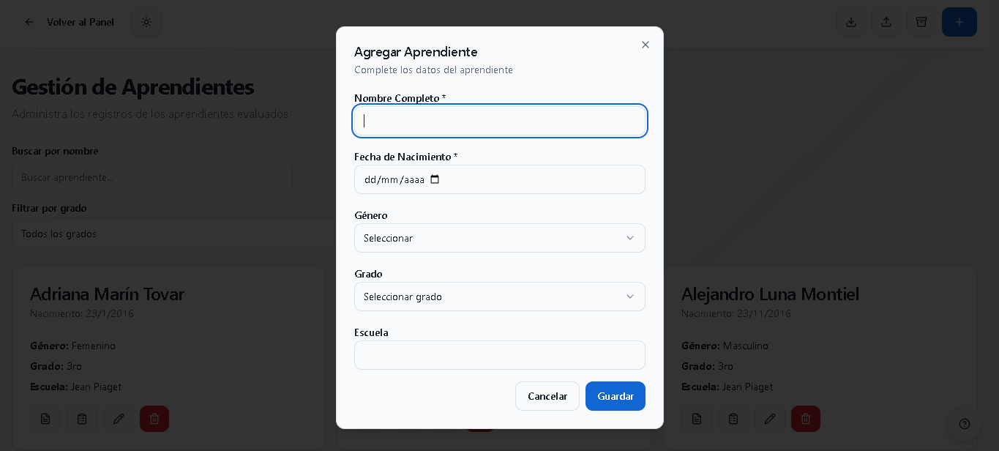 Volver al Panel
Gestión de Aprendientes
Administra los registros de los aprendientes evaluados
Buscar por nombre
Buscar aprendiente...
Filtrar por grado
Todos los grados
Adriana Marín Tovar
Nacimiento: 23/1/2016
Género: Femenino
Grado: 3ro
Escuela: Jean Piaget
Agregar Aprendiente
Complete los datos del aprendiente
Nombre Completo *
Fecha de Nacimiento *
dd/mm/aaaa
Género
Seleccionar
Grado
Seleccionar grado
Escuela
Cancelar
Guardar
Alejandro Luna Montiel
Nacimiento: 23/11/2016
Género: Masculino
Grado: 3ro
Escuela: Jean Piaget